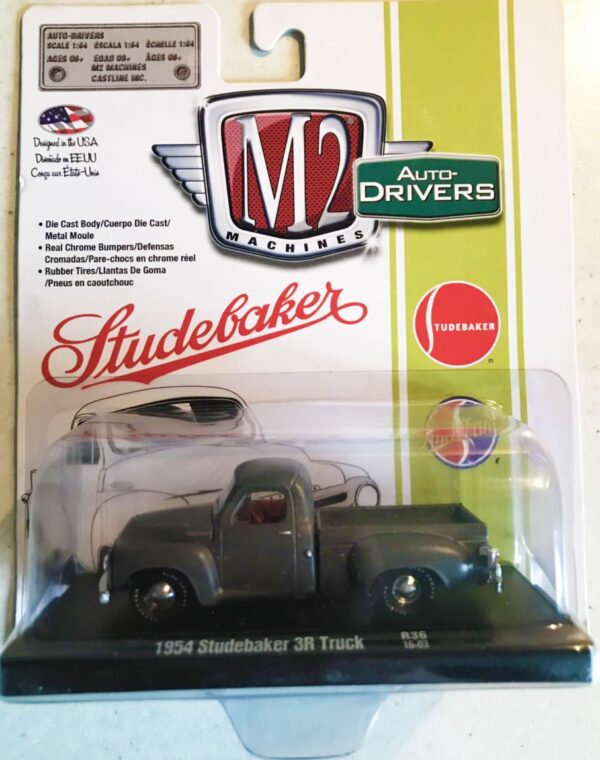 AUTO-DRIVERS
SCALE 1:64 ESCALA 1:64 ÉCHELLE 1:64
AGES 08+ EDAD 08+ ÂGES 08+
M2 MACHINES
CASTLINE INC.
Designed in the U.S.A.
Diseñado en EE.UU
Conçu aux États-Unis
M2
MACHINES
AUTO-
DRIVERS
• Die Cast Body/Cuerpo Die Cast/
Metal Moule
• Real Chrome Bumpers/Defensas
Cromadas/Pare-chocs en chrome réel
• Rubber Tires/Llantas De Goma
/Pneus en caoutchouc
Studebaker
STUDEBAKER
1954 Studebaker 3R Truck
R36
16-03